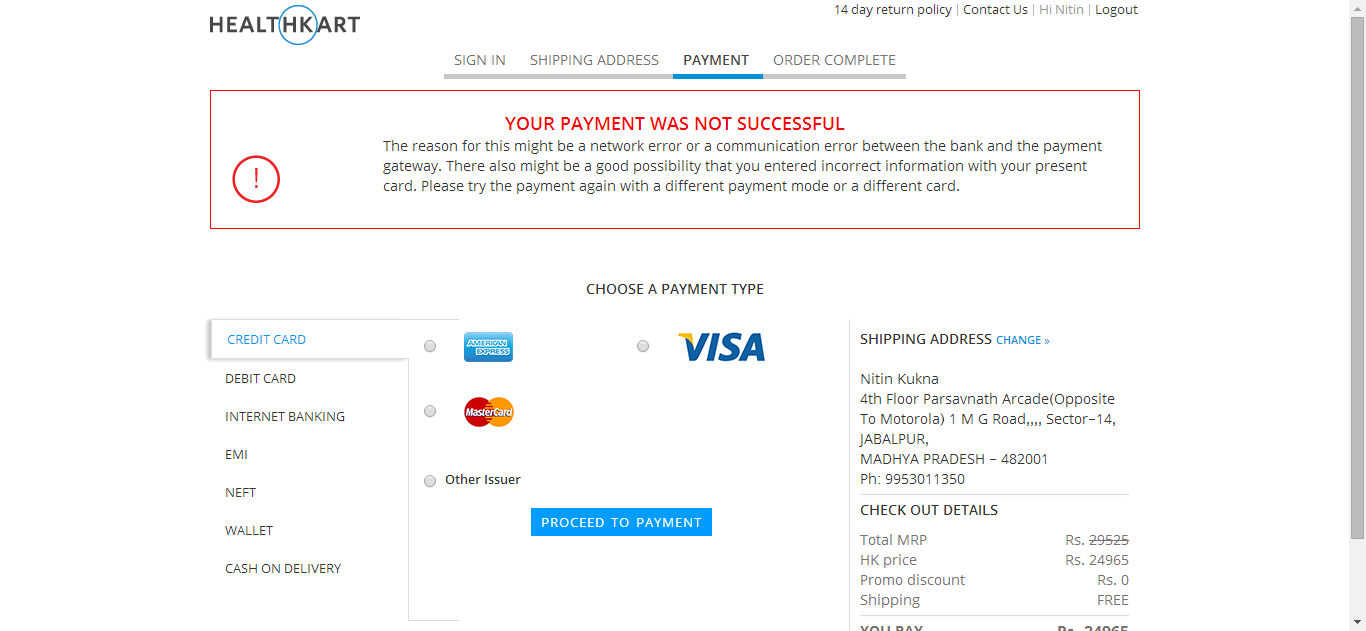 HEALTHKART
14 day return policy | Contact Us | Hi Nitin | Logout
SIGN IN SHIPPING ADDRESS PAYMENT ORDER COMPLETE
YOUR PAYMENT WAS NOT SUCCESSFUL
The reason for this might be a network error or a communication error between the bank and the payment
gateway. There also might be a good possibility that you entered incorrect information with your present
card. Please try the payment again with a different payment mode or a different card.
!
CHOOSE A PAYMENT TYPE
CREDIT CARD
DEBIT CARD
INTERNET BANKING
EMI
NEFT
WALLET
CASH ON DELIVERY
AMERICAN
EXPRESS
VISA
MasterCard
Other Issuer
PROCEED TO PAYMENT
SHIPPING ADDRESS CHANGE »
Nitin Kukna
4th Floor Parsavnath Arcade(Opposite
To Motorola) 1 M G Road,,,, Sector-14,
JABALPUR,
MADHYA PRADESH - 482001
Ph: 9953011350
CHECK OUT DETAILS
Total MRP Rs. 29525
HK price Rs. 24965
Promo discount Rs. 0
Shipping FREE
YOU PAY Rs. 24965